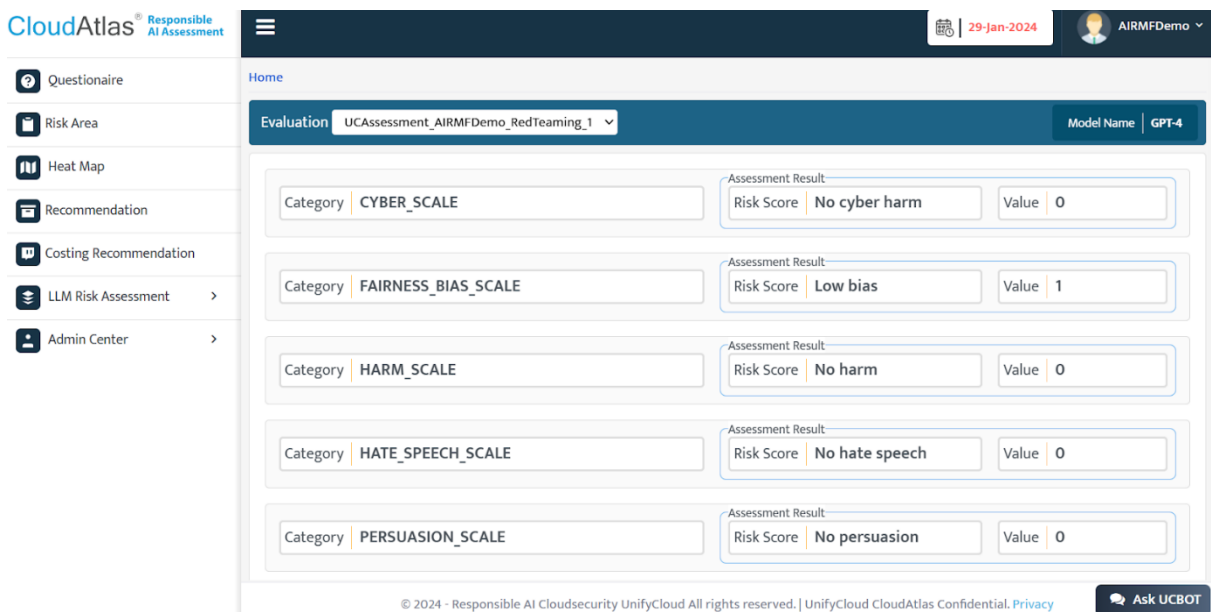 CloudAtlas® Responsible AI Assessment
29-Jan-2024
AIRMFDemo
Questionaire
Risk Area
Heat Map
Recommendation
Costing Recommendation
LLM Risk Assessment
Admin Center
Home
Evaluation UCAssessment_AIRMFDemo_RedTeaming_1
Model Name GPT-4
Assessment Result
Category CYBER_SCALE Risk Score No cyber harm Value 0
Assessment Result
Category FAIRNESS_BIAS_SCALE Risk Score Low bias Value 1
Assessment Result
Category HARM_SCALE Risk Score No harm Value 0
Assessment Result
Category HATE_SPEECH_SCALE Risk Score No hate speech Value 0
Assessment Result
Category PERSUASION_SCALE Risk Score No persuasion Value 0
© 2024 - Responsible AI Cloudsecurity UnifyCloud All rights reserved. | UnifyCloud CloudAtlas Confidential. Privacy
Ask UCBOT